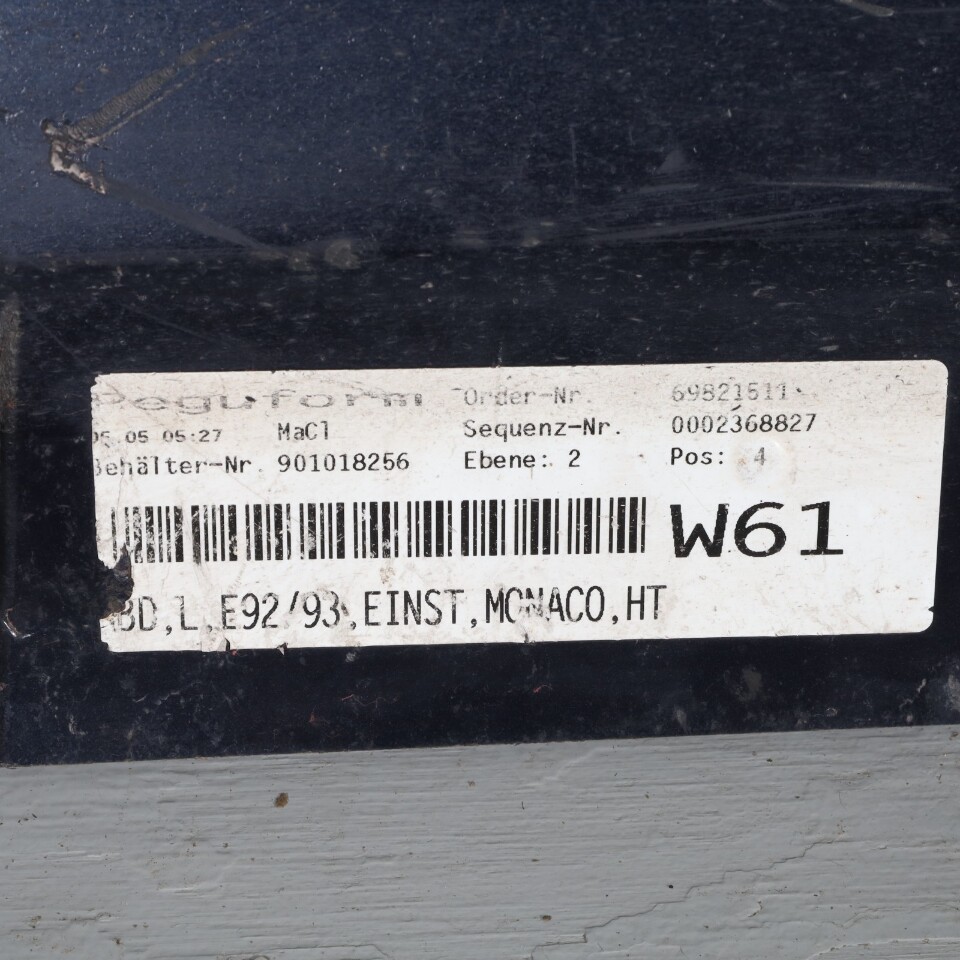 Peguform Order-Nr. 69821511
05.05 05:27 MaCl Sequenz-Nr. 0002368827
Behälter-Nr. 901018256 Ebene: 2 Pos: 4
W61
BD,L,E92/93,EINST,MONACO,HT